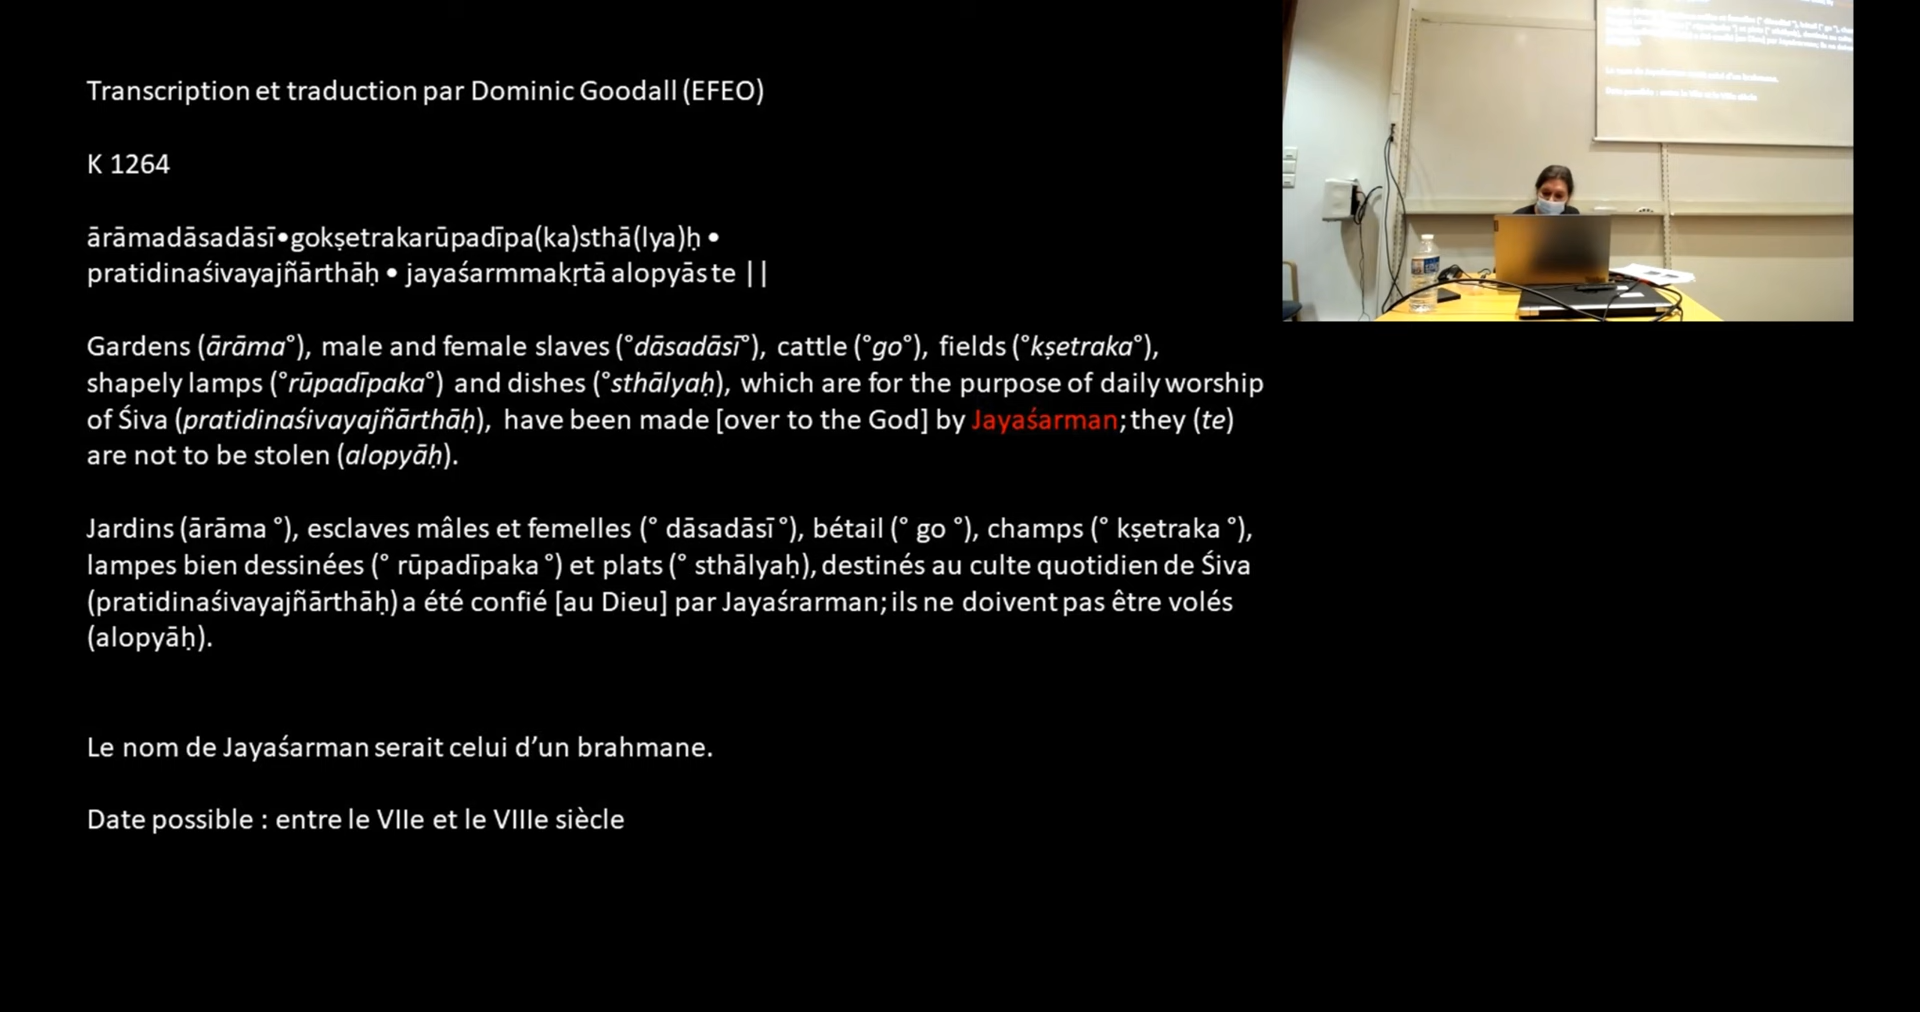 Transcription et traduction par Dominic Goodall (EFEO)
K 1264
ārāmadāsadāsī•gokṣetrakarūpadīpa(ka)sthā(lya)ḥ •
pratidinaśivayajñārthāḥ • jayaśarmmakṛtā alopyās te ||
Gardens (ārāma°), male and female slaves (°dāsadāsī°), cattle (°go°), fields (°kṣetraka°),
shapely lamps (°rūpadīpaka°) and dishes (°sthālyaḥ), which are for the purpose of daily worship
of Śiva (pratidinaśivayajñārthāḥ), have been made [over to the God] by Jayaśarman; they (te)
are not to be stolen (alopyāḥ).
Jardins (ārāma °), esclaves mâles et femelles (° dāsadāsī °), bétail (° go °), champs (° kṣetraka °),
lampes bien dessinées (° rūpadīpaka °) et plats (° sthālyaḥ), destinés au culte quotidien de Śiva
(pratidinaśivayajñārthāḥ) a été confié [au Dieu] par Jayaśrarman; ils ne doivent pas être volés
(alopyāḥ).
Le nom de Jayaśarman serait celui d’un brahmane.
Date possible : entre le VIIe et le VIIIe siècle